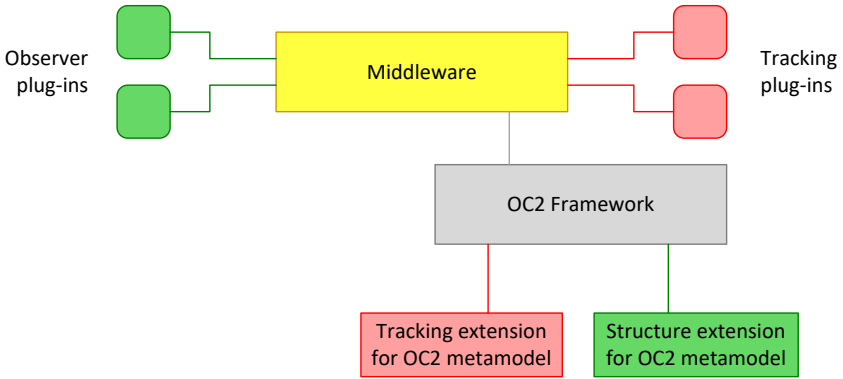 Observer
plug-ins
Middleware
Tracking
plug-ins
OC2 Framework
Tracking extension
for OC2 metamodel
Structure extension
for OC2 metamodel